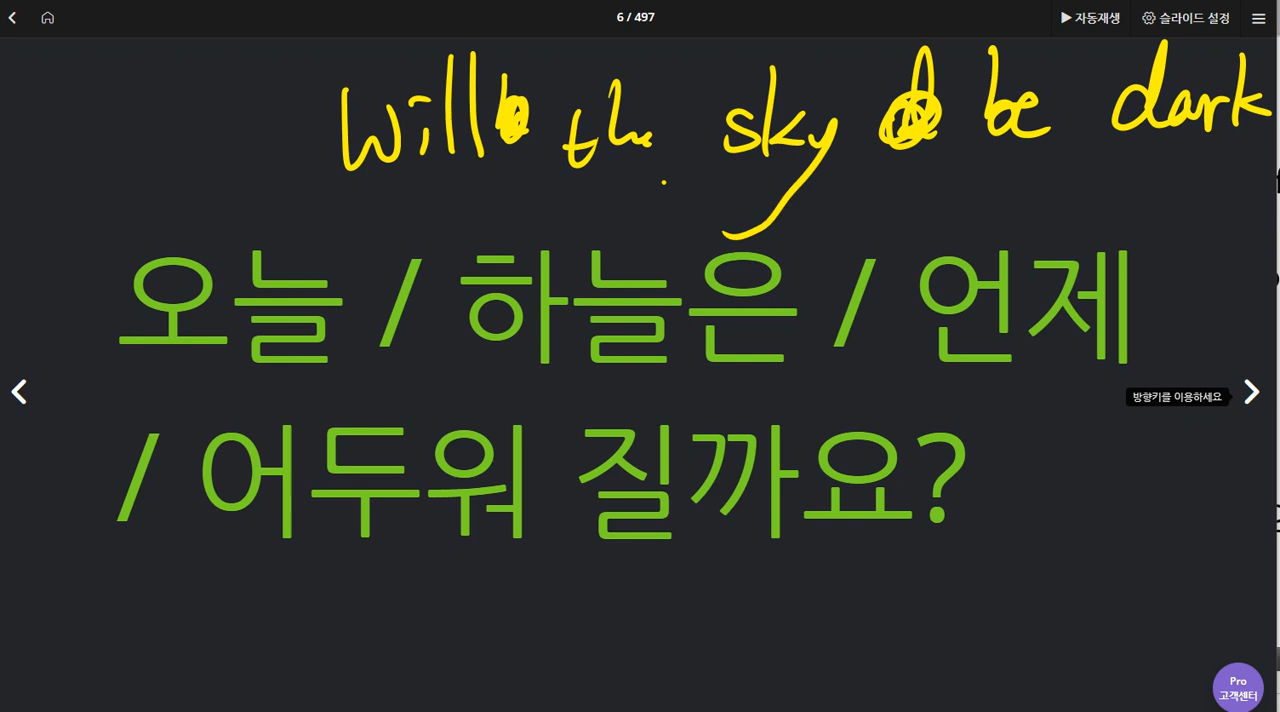 6 / 497
▶ 자동재생
슬라이드 설정
will the sky be dark
오늘 / 하늘은 / 언제
/ 어두워 질까요?
방향키를 이용하세요
Pro
고객센터